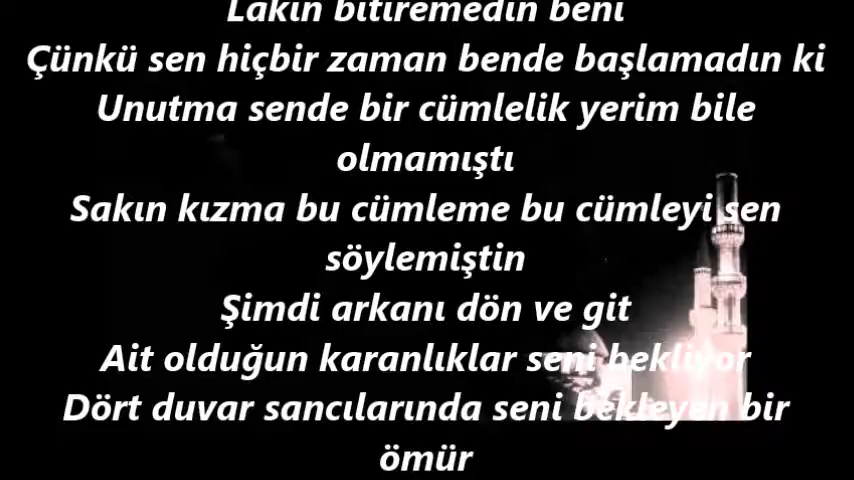 Lakin bitiremedin beni
Çünkü sen hiçbir zaman bende başlamadın ki
Unutma sende bir cümlelik yerim bile
olmamıştı
Sakın kızma bu cümleme bu cümleyi sen
söylemiştin
Şimdi arkanı dön ve git
Ait olduğun karanlıklar seni bekliyor
Dört duvar sancılarında seni bekleyen bir
ömür